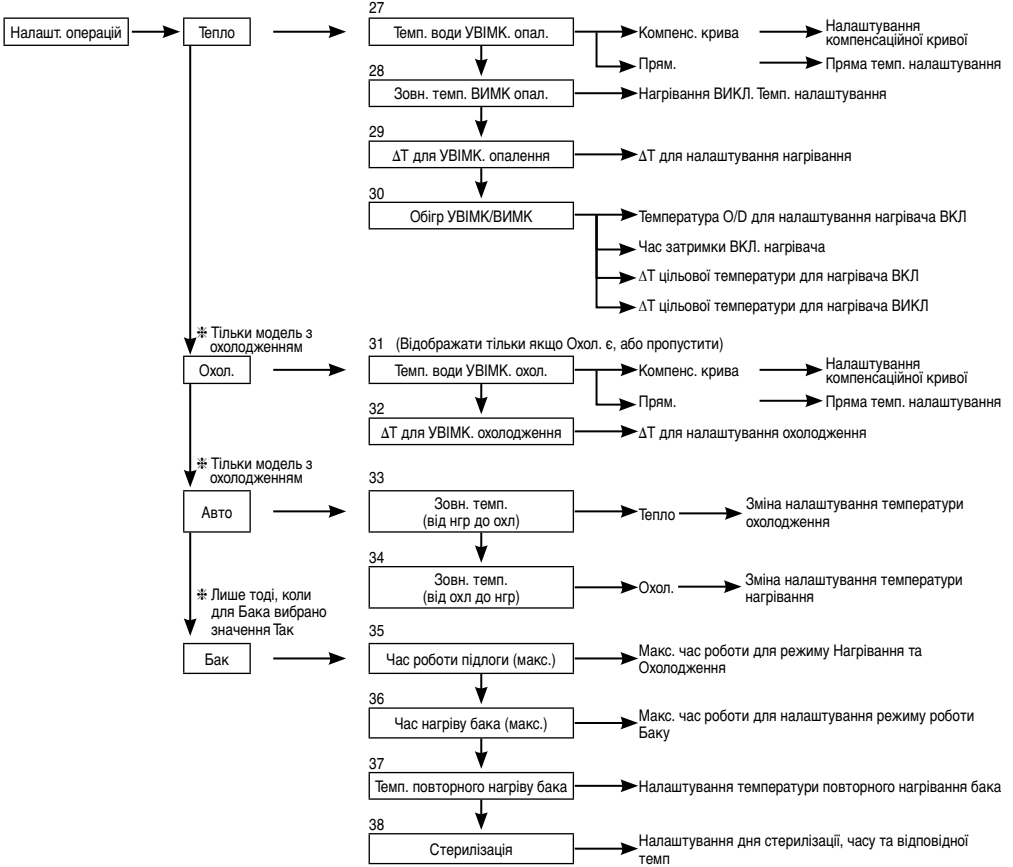 27
Налашт. операцій
Тепло
Темп. води УВІМК. опал.
Компенс. крива
Налаштування
компенсаційної кривої
Прям.
Пряма темп. налаштування
28
Зовн. темп. ВИМК опал.
Нагрівання ВИКЛ. Темп. налаштування
29
ΔT для УВІМК. опалення
ΔT для налаштування нагрівання
30
Обігр УВІМК/ВИМК
Температура O/D для налаштування нагрівача ВКЛ
Час затримки ВКЛ. нагрівача
ΔT цільової температури для нагрівача ВКЛ
ΔT цільової температури для нагрівача ВИКЛ
❈ Тільки модель з
охолодженням
31 (Відображати тільки якщо Охол. є, або пропустити)
Охол.
Темп. води УВІМК. охол.
Компенс. крива
Налаштування
компенсаційної кривої
Прям.
Пряма темп. налаштування
32
ΔT для УВІМК. охолодження
ΔT для налаштування охолодження
❈ Тільки модель з
охолодженням
33
Авто
Зовн. темп.
(від нгр до охл)
Тепло
Зміна налаштування температури
охолодження
34
Зовн. темп.
(від охл до нгр)
Охол.
Зміна налаштування температури
нагрівання
❈ Лише тоді, коли
для Бака вибрано
значення Так
35
Бак
Час роботи підлоги (макс.)
Макс. час роботи для режиму Нагрівання та
Охолодження
36
Час нагріву бака (макс.)
Макс. час роботи для налаштування режиму роботи
Баку
37
Темп. повторного нагріву бака
Налаштування температури повторного нагрівання бака
38
Стерилізація
Налаштування дня стерилізації, часу та відповідної
темп